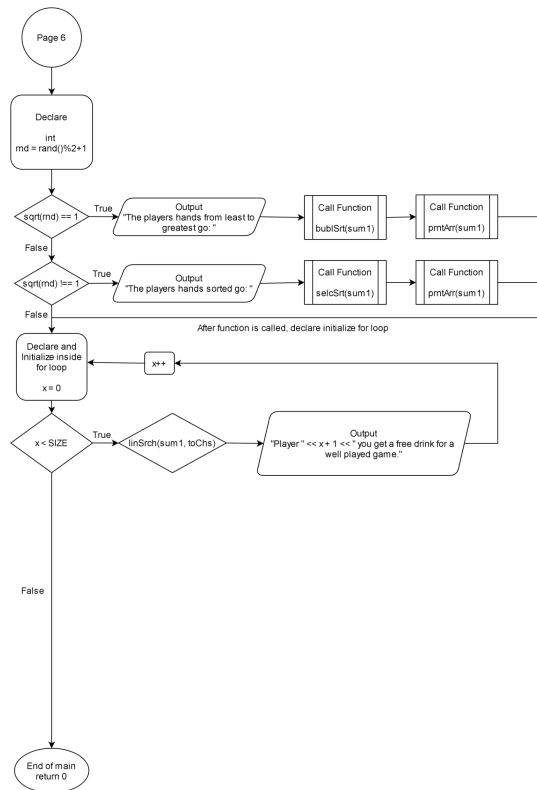 Page 6
Declare
int
rnd = rand()%2+1
sqrt(rnd) == 1
True
Output
"The players hands from least to
greatest go: "
Call Function
bublSrt(sum1)
Call Function
prntArr(sum1)
False
sqrt(rnd) !== 1
True
Output
"The players hands sorted go: "
Call Function
selcSrt(sum1)
Call Function
prntArr(sum1)
False
After function is called, declare initialize for loop
Declare and
Initialize inside
for loop
x = 0
x++
x < SIZE
True
linSrch(sum1, toChs)
Output
"Player " << x + 1 << " you get a free drink for a
well played game."
False
End of main
return 0